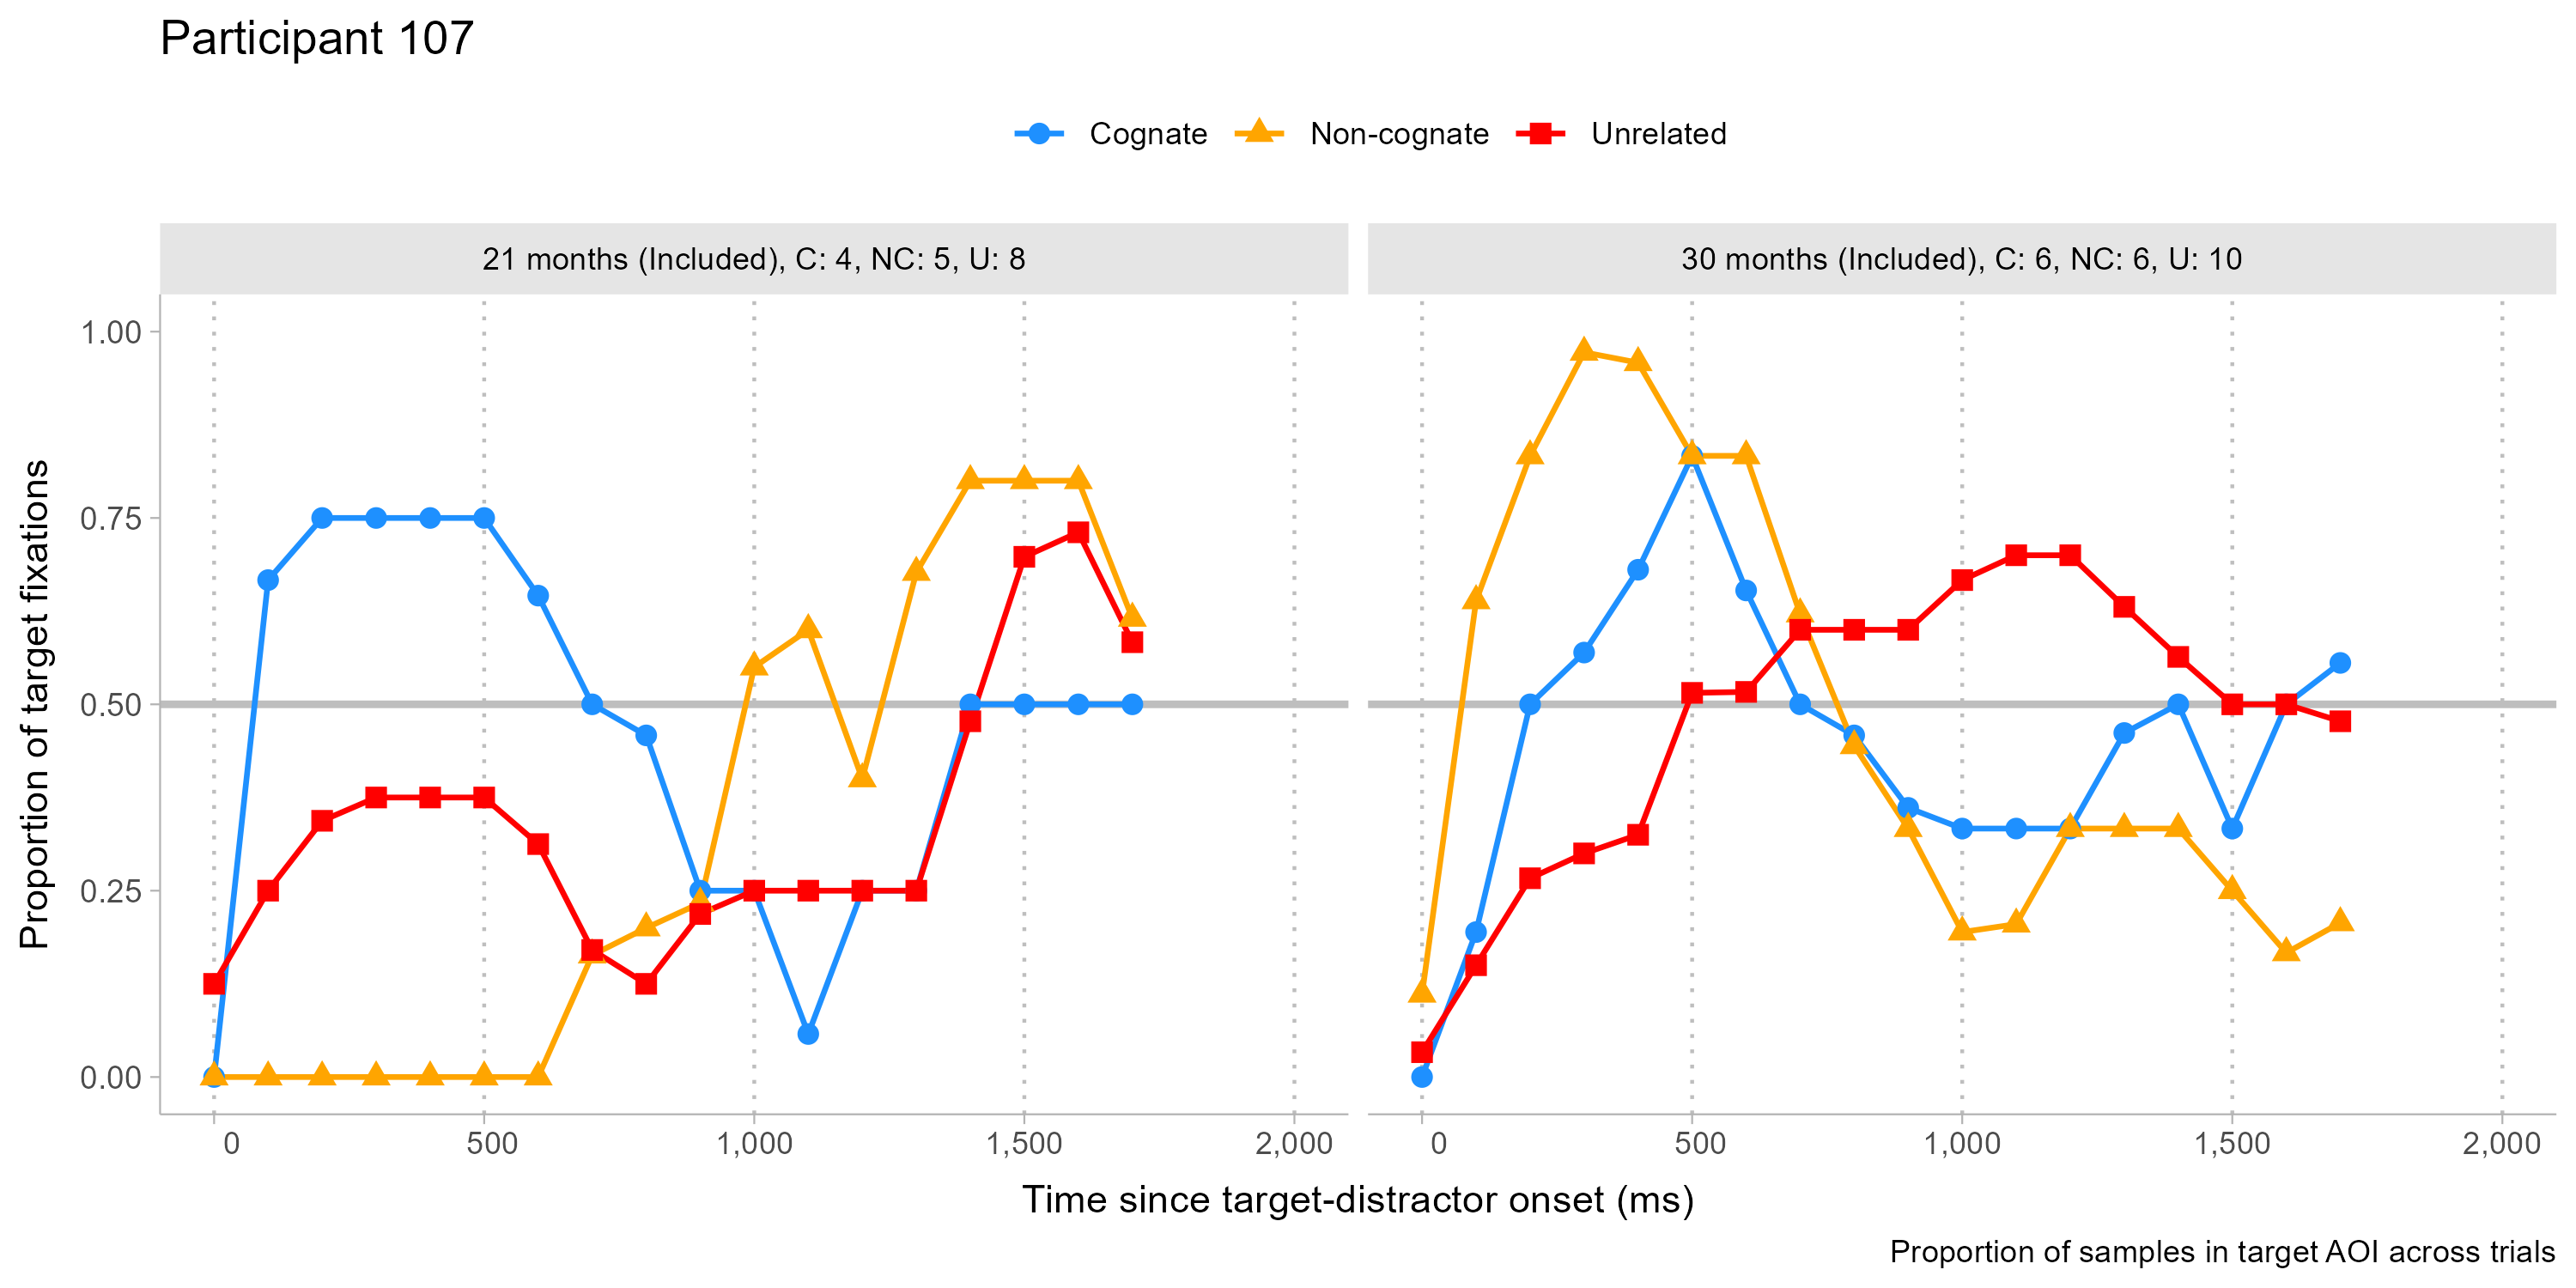 Participant 107
Cognate Non-cognate Unrelated
21 months (Included), C: 4, NC: 5, U: 8
30 months (Included), C: 6, NC: 6, U: 10
Proportion of target fixations
1.00
0.75
0.50
0.25
0.00
0 500 1,000 1,500 2,000
0 500 1,000 1,500 2,000
Time since target-distractor onset (ms)
Proportion of samples in target AOI across trials